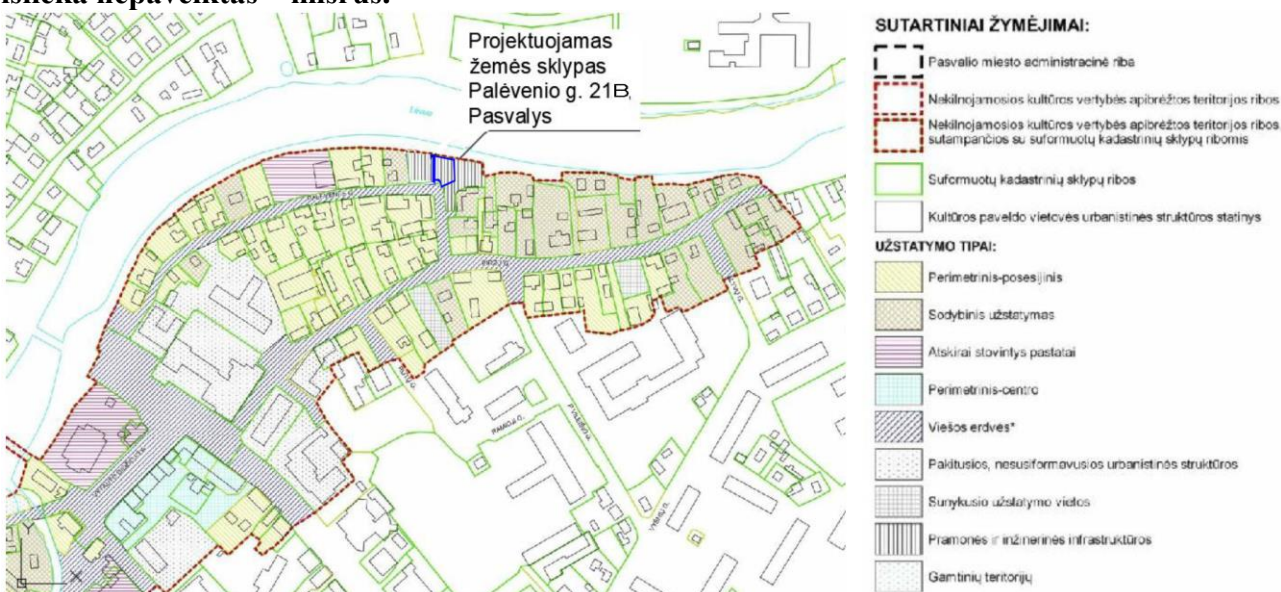 išlieka nepaveiktas – mišrus.
Projektuojamas
žemės sklypas
Palėvenio g. 21B,
Pasvalys
SUTARTINIAI ŽYMĖJIMAI:
Pasvalio miesto administracinė riba
Nekilnojamosios kultūros vertybės apibrėžtos teritorijos ribos
Nekilnojamosios kultūros vertybės apibrėžtos teritorijos ribos,
sutampančios su suformuotų kadastrinių sklypų ribomis
Suformuotų kadastrinių sklypų ribos
Kultūros paveldo vietovės urbanistinės struktūros statinys
UŽSTATYMO TIPAI:
Perimetrinis-posesijinis
Sodybinis užstatymas
Atskirai stovintys pastatai
Perimetrinis-centro
Viešos erdvės*
Pakitusios, nesusiformavusios urbanistinės struktūros
Sunykusio užstatymo vietos
Pramonės ir inžinerinės infrastruktūros
Gamtinių teritorijų
Y
X